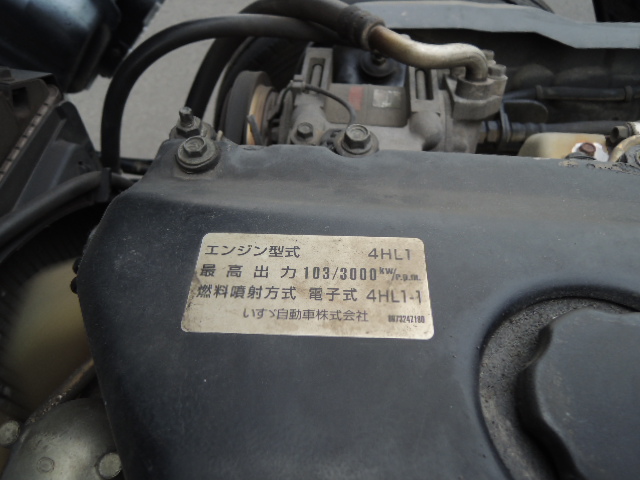 エンジン型式 4HL1
最高出力 103/3000 kW/r.p.m.
燃料噴射方式 電子式 4HL1-1
いすゞ自動車株式会社